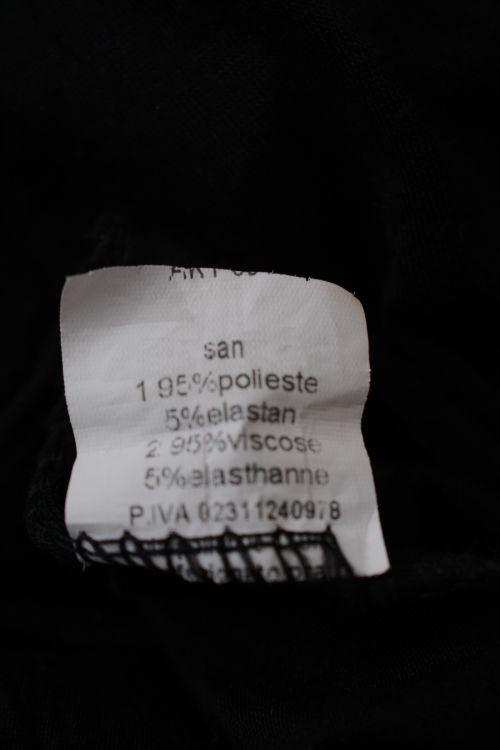 san
1 95%polieste
5%elastan
2 95%viscose
5%elasthanne
P.IVA 02311240978